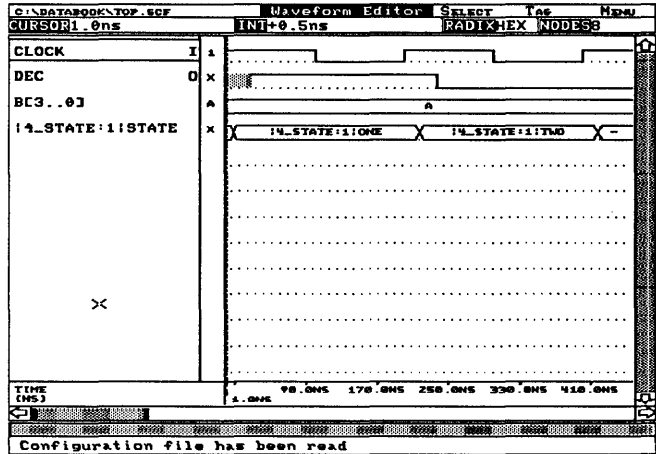 C:\DATABOOK\TOP.SCF Waveform Editor SELECT TAG MENU
CURSOR 1.0ns INT +0.5ns RADIX HEX NODES 8
CLOCK I 1
DEC O X
B[3..0] A A
|4_STATE:1|STATE X |4_STATE:1|ONE |4_STATE:1|TWO -
TIME 90.0NS 170.0NS 250.0NS 330.0NS 410.0NS
(NS) 1.0NS
Configuration file has been read